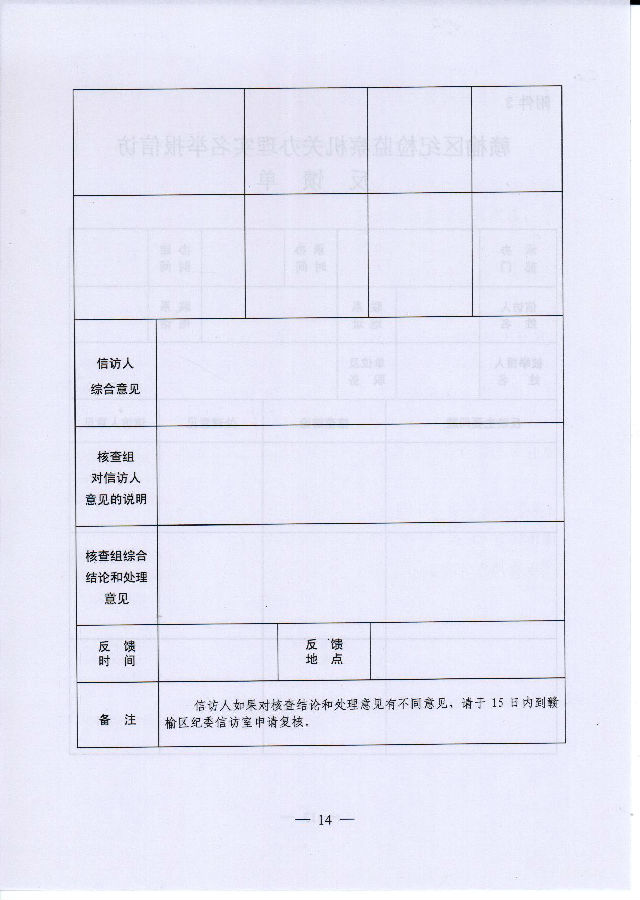 信访人
综合意见
核查组
对信访人
意见的说明
核查组综合
结论和处理
意见
反 馈 反 馈
时 间 地 点
备 注
信访人如果对核查结论和处理意见有不同意见、请于 15 日内到赣
榆区纪委信访室申请复核.
— 14 —